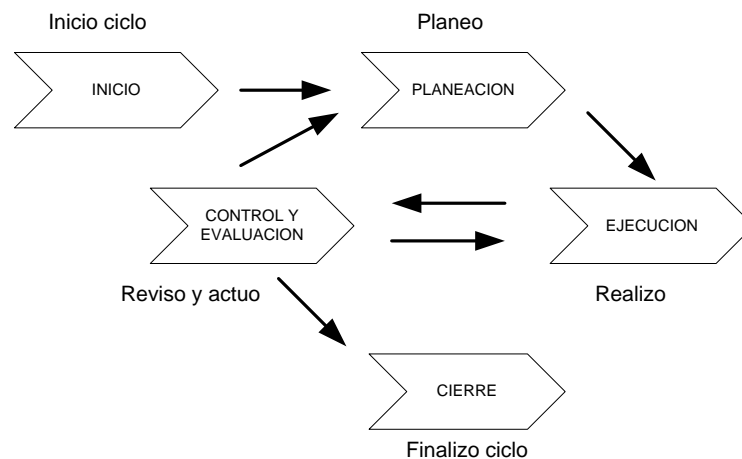 Inicio ciclo
Planeo
INICIO
PLANEACION
CONTROL Y
EVALUACION
EJECUCION
Reviso y actuo
Realizo
CIERRE
Finalizo ciclo